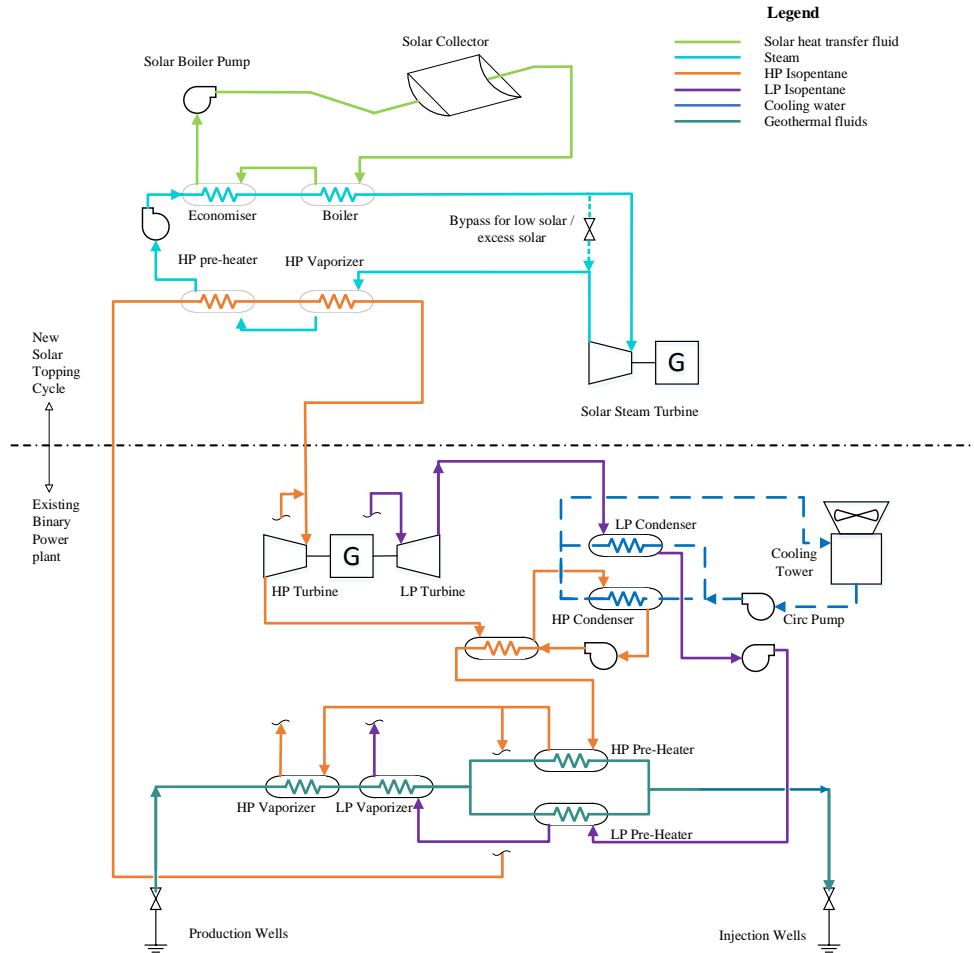 Legend
Solar heat transfer fluid
Steam
HP Isopentane
LP Isopentane
Cooling water
Geothermal fluids
Solar Collector
Solar Boiler Pump
Economiser
Boiler
Bypass for low solar /
excess solar
HP pre-heater
HP Vaporizer
New
Solar
Topping
Cycle
G
Solar Steam Turbine
Existing
Binary
Power
plant
G
HP Turbine
LP Turbine
LP Condenser
Cooling
Tower
HP Condenser
Circ Pump
HP Pre-Heater
HP Vaporizer
LP Vaporizer
LP Pre-Heater
Production Wells
Injection Wells